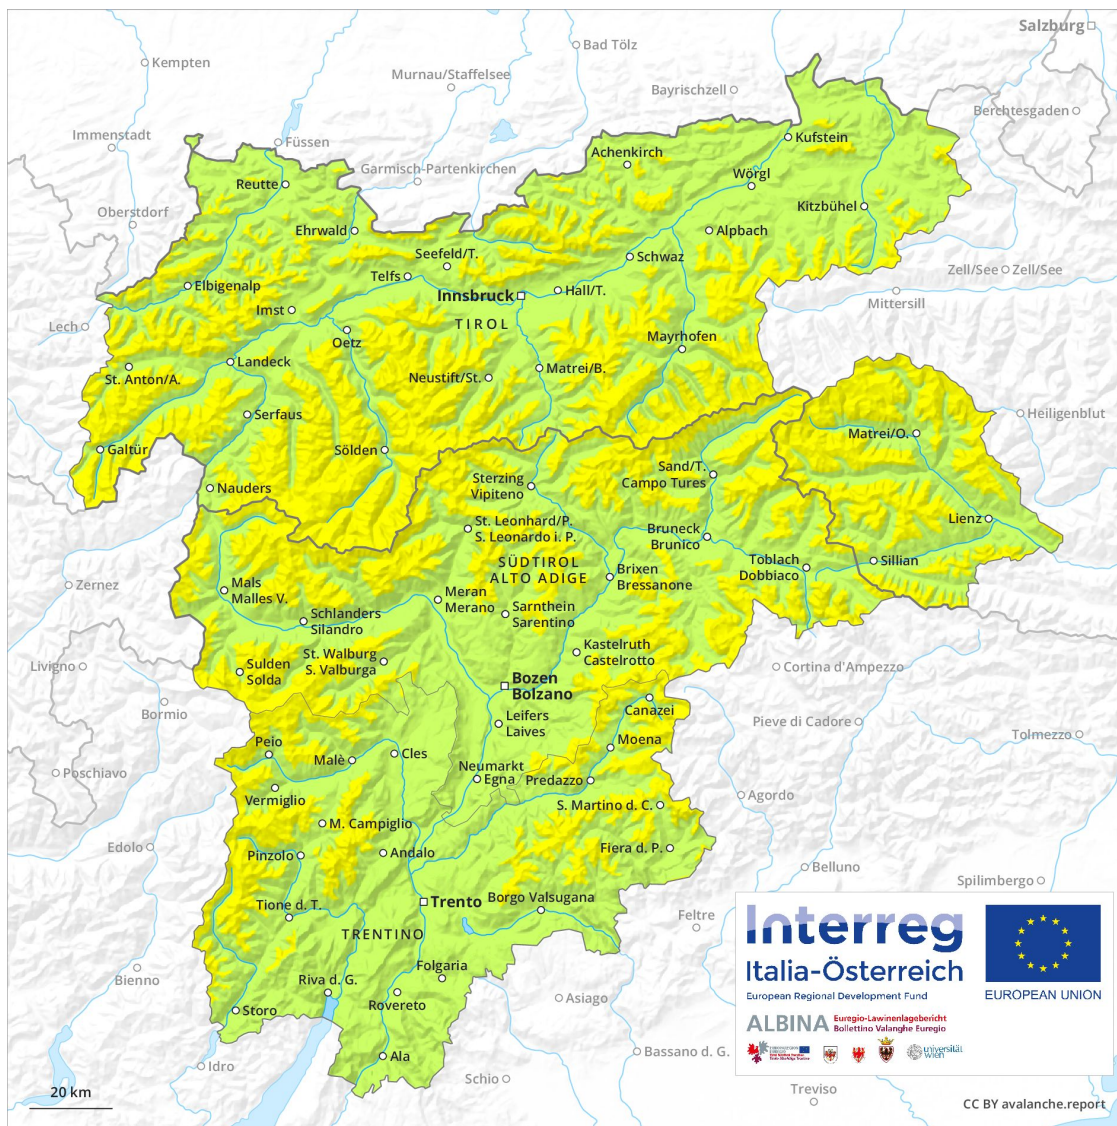 Salzburg
Bad Tölz
Kempten
Murnau/Staffelsee
Bayrischzell
Berchtesgaden
Immenstadt
Füssen
Kufstein
Achenkirch
Garmisch-Partenkirchen
Wörgl
Reutte
Oberstdorf
Kitzbühel
Ehrwald
Alpbach
Seefeld/T.
Schwaz
Telfs
Zell/See
Zell/See
Elbigenalp
Hall/T.
Innsbruck
Mittersill
Imst
TIROL
Lech
Oetz
Mayrhofen
Landeck
Matrei/B.
St. Anton/A.
Neustift/St.
Serfaus
Heiligenblut
Matrei/O.
Galtür
Sölden
Sand/T.
Campo Tures
Sterzing
Vipiteno
Nauders
Lienz
St. Leonhard/P.
S. Leonardo i. P.
Bruneck
Brunico
SÜDTIROL
ALTO ADIGE
Toblach
Dobbiaco
Sillian
Zernez
Brixen
Bressanone
Mals
Malles V.
Meran
Merano
Schlanders
Silandro
Sarnthein
Sarentino
Kastelruth
Castelrotto
St. Walburg
S. Valburga
Livigno
Sulden
Solda
Cortina d'Ampezzo
Bozen
Bolzano
Canazei
Bormio
Leifers
Laives
Pieve di Cadore
Tolmezzo
Peio
Moena
Cles
Malè
Poschiavo
Neumarkt
Egna
Predazzo
Vermiglio
Agordo
S. Martino d. C.
M. Campiglio
Edolo
Andalo
Fiera d. P.
Pinzolo
Belluno
Spilimbergo
Borgo Valsugana
Trento
Tione d. T.
Feltre
TRENTINO
Folgaria
Bienno
Riva d. G.
Rovereto
Asiago
Storo
Ala
Bassano d. G.
Idro
Schio
Treviso
20 km
Interreg
Italia-Österreich
European Regional Development Fund
EUROPEAN UNION
ALBINA
Euregio-Lawinenlagebericht
Bollettino Valanghe Euregio
universität
wien
CC BY avalanche.report